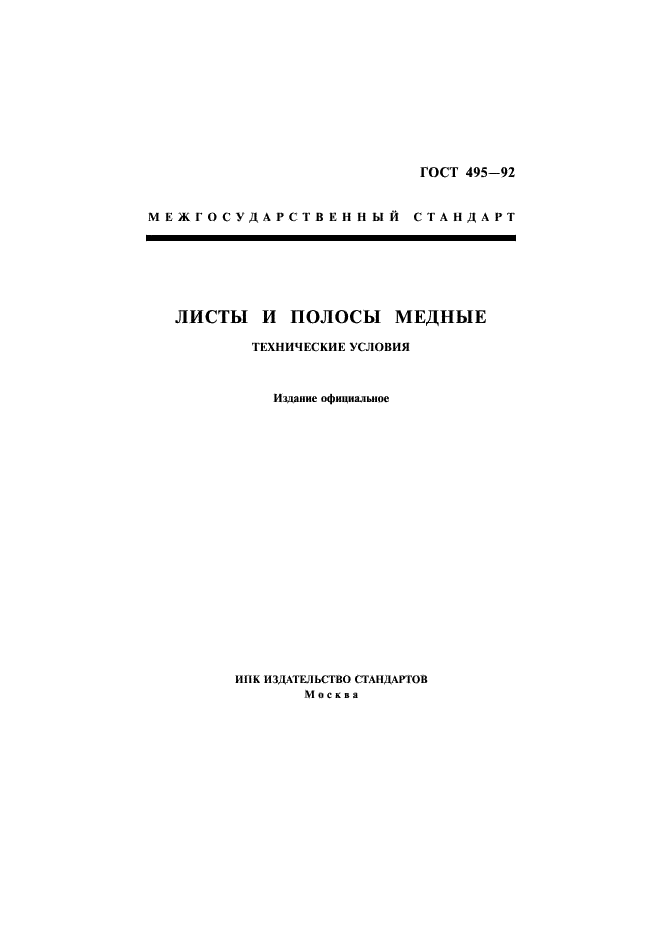 ГОСТ 495—92
МЕЖГОСУДАРСТВЕННЫЙ СТАНДАРТ
ЛИСТЫ И ПОЛОСЫ МЕДНЫЕ
ТЕХНИЧЕСКИЕ УСЛОВИЯ
Издание официальное
ИПК ИЗДАТЕЛЬСТВО СТАНДАРТОВ
Москва